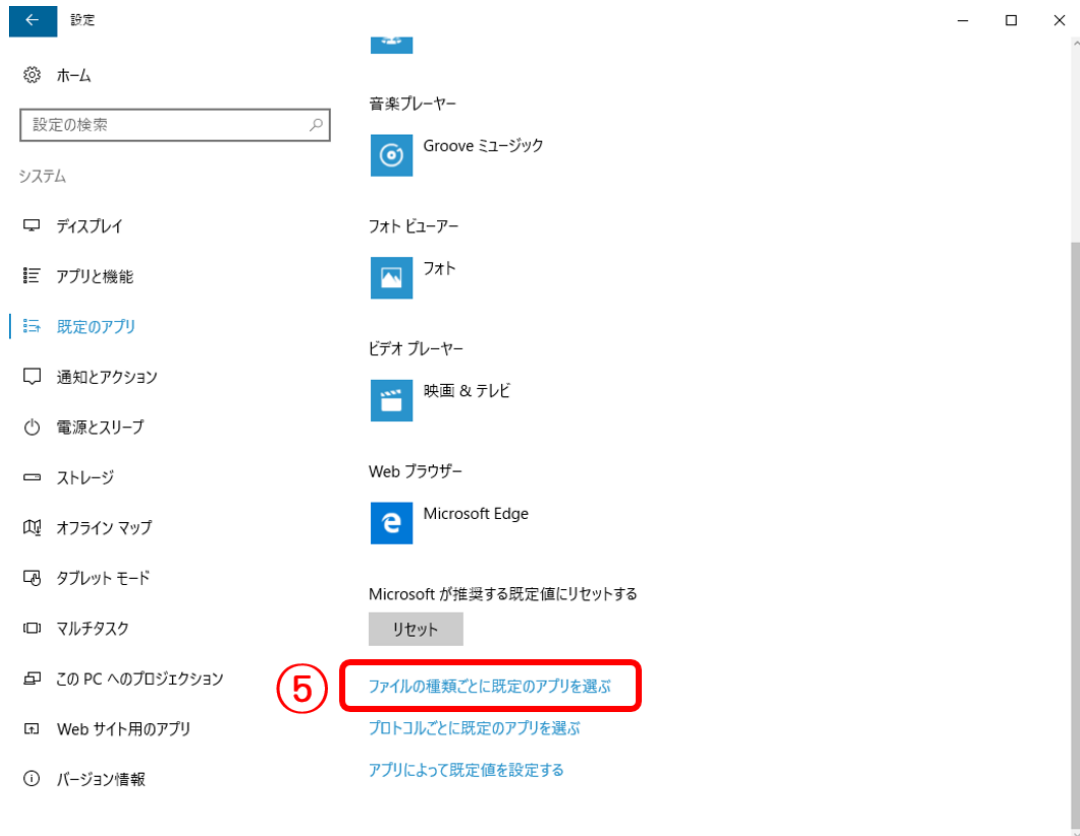 設定
ホーム
設定の検索
システム
ディスプレイ
アプリと機能
既定のアプリ
通知とアクション
電源とスリープ
ストレージ
オフライン マップ
タブレット モード
マルチタスク
この PC へのプロジェクション
Web サイト用のアプリ
バージョン情報
音楽プレーヤー
Groove ミュージック
フォト ビューアー
フォト
ビデオ プレーヤー
映画 & テレビ
Web ブラウザー
Microsoft Edge
Microsoft が推奨する既定値にリセットする
リセット
⑤ ファイルの種類ごとに既定のアプリを選ぶ
プロトコルごとに既定のアプリを選ぶ
アプリによって既定値を設定する